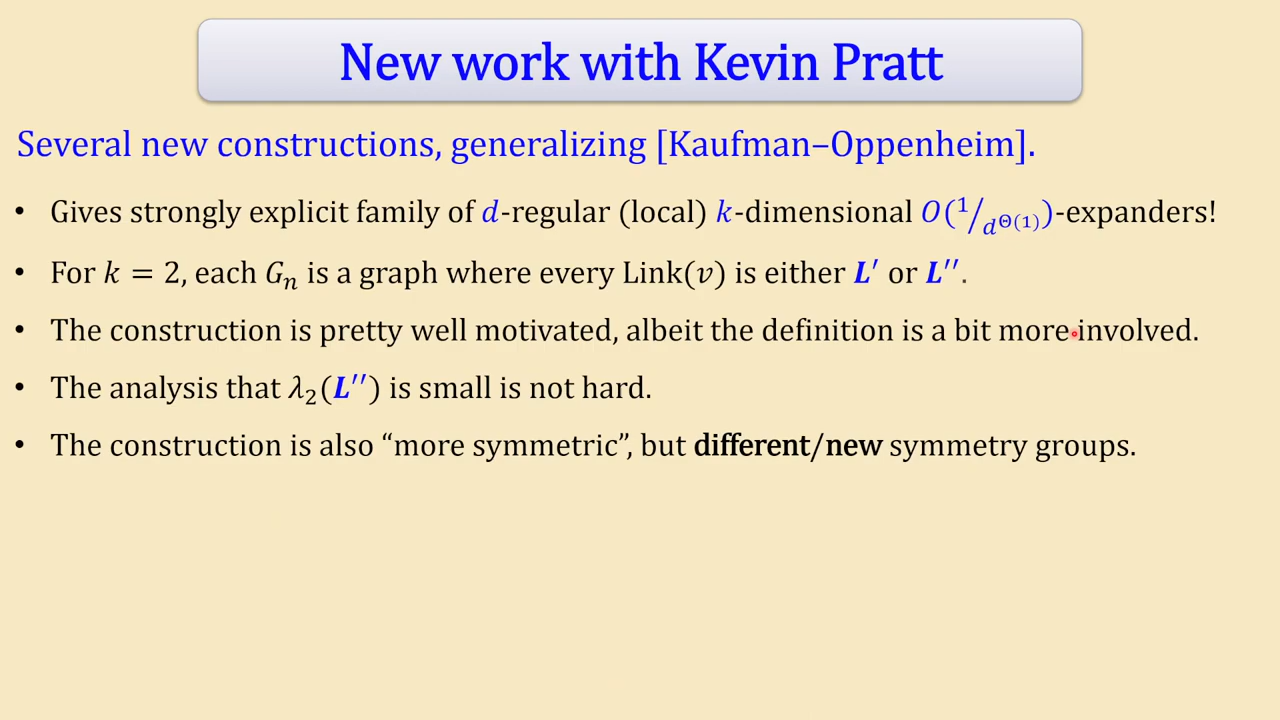 New work with Kevin Pratt
Several new constructions, generalizing [Kaufman–Oppenheim].
• Gives strongly explicit family of d-regular (local) k-dimensional O(1/d^Θ(1))-expanders!
• For k = 2, each Gₙ is a graph where every Link(v) is either L′ or L′′.
• The construction is pretty well motivated, albeit the definition is a bit more involved.
• The analysis that λ₂(L′′) is small is not hard.
• The construction is also “more symmetric”, but different/new symmetry groups.